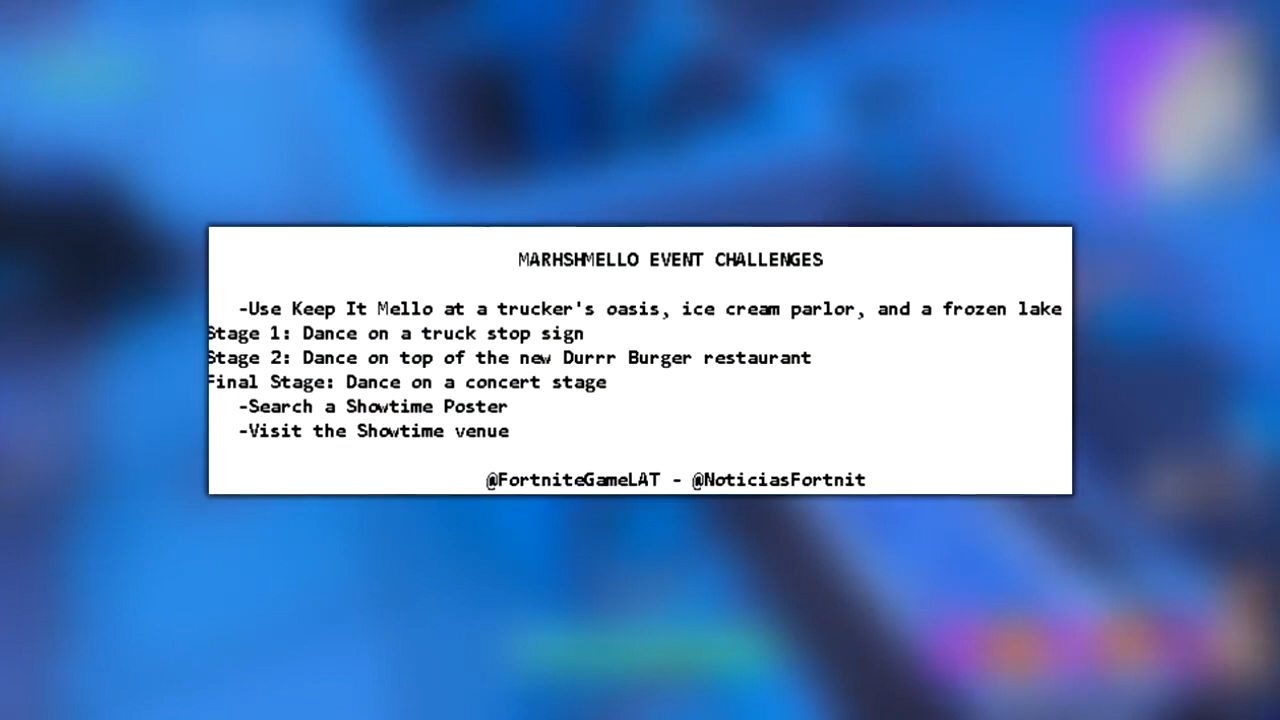 MARHSHMELLO EVENT CHALLENGES
-Use Keep It Mello at a trucker's oasis, ice cream parlor, and a frozen lake
Stage 1: Dance on a truck stop sign
Stage 2: Dance on top of the new Durrr Burger restaurant
Final Stage: Dance on a concert stage
-Search a Showtime Poster
-Visit the Showtime venue
@FortniteGameLAT - @NoticiasFortnit